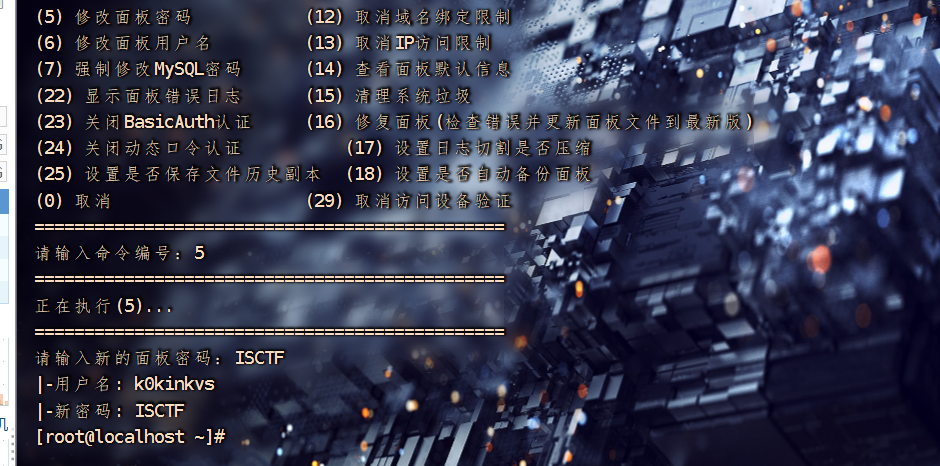 (5) 修改面板密码 (12) 取消域名绑定限制
(6) 修改面板用户名 (13) 取消IP访问限制
(7) 强制修改MySQL密码 (14) 查看面板默认信息
(22) 显示面板错误日志 (15) 清理系统垃圾
(23) 关闭BasicAuth认证 (16) 修复面板(检查错误并更新面板文件到最新版)
(24) 关闭动态口令认证 (17) 设置日志切割是否压缩
(25) 设置是否保存文件历史副本 (18) 设置是否自动备份面板
(0) 取消 (29) 取消访问设备验证
===============================================
请输入命令编号：5
===============================================
正在执行(5)...
===============================================
请输入新的面板密码：ISCTF
|-用户名：k0kinkvs
|-新密码：ISCTF
[root@localhost ~]#